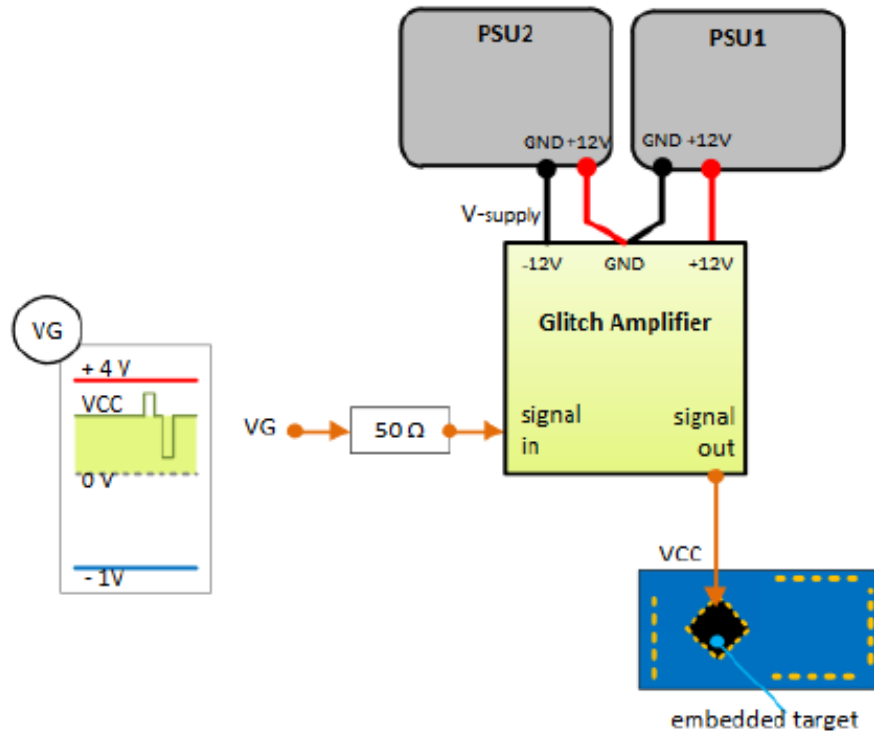 PSU2
PSU1
GND +12V
GND +12V
V-supply
-12V GND +12V
Glitch Amplifier
VG
+ 4 V
VCC
0 V
- 1V
VG
50 Ω
signal
in
signal
out
VCC
embedded target